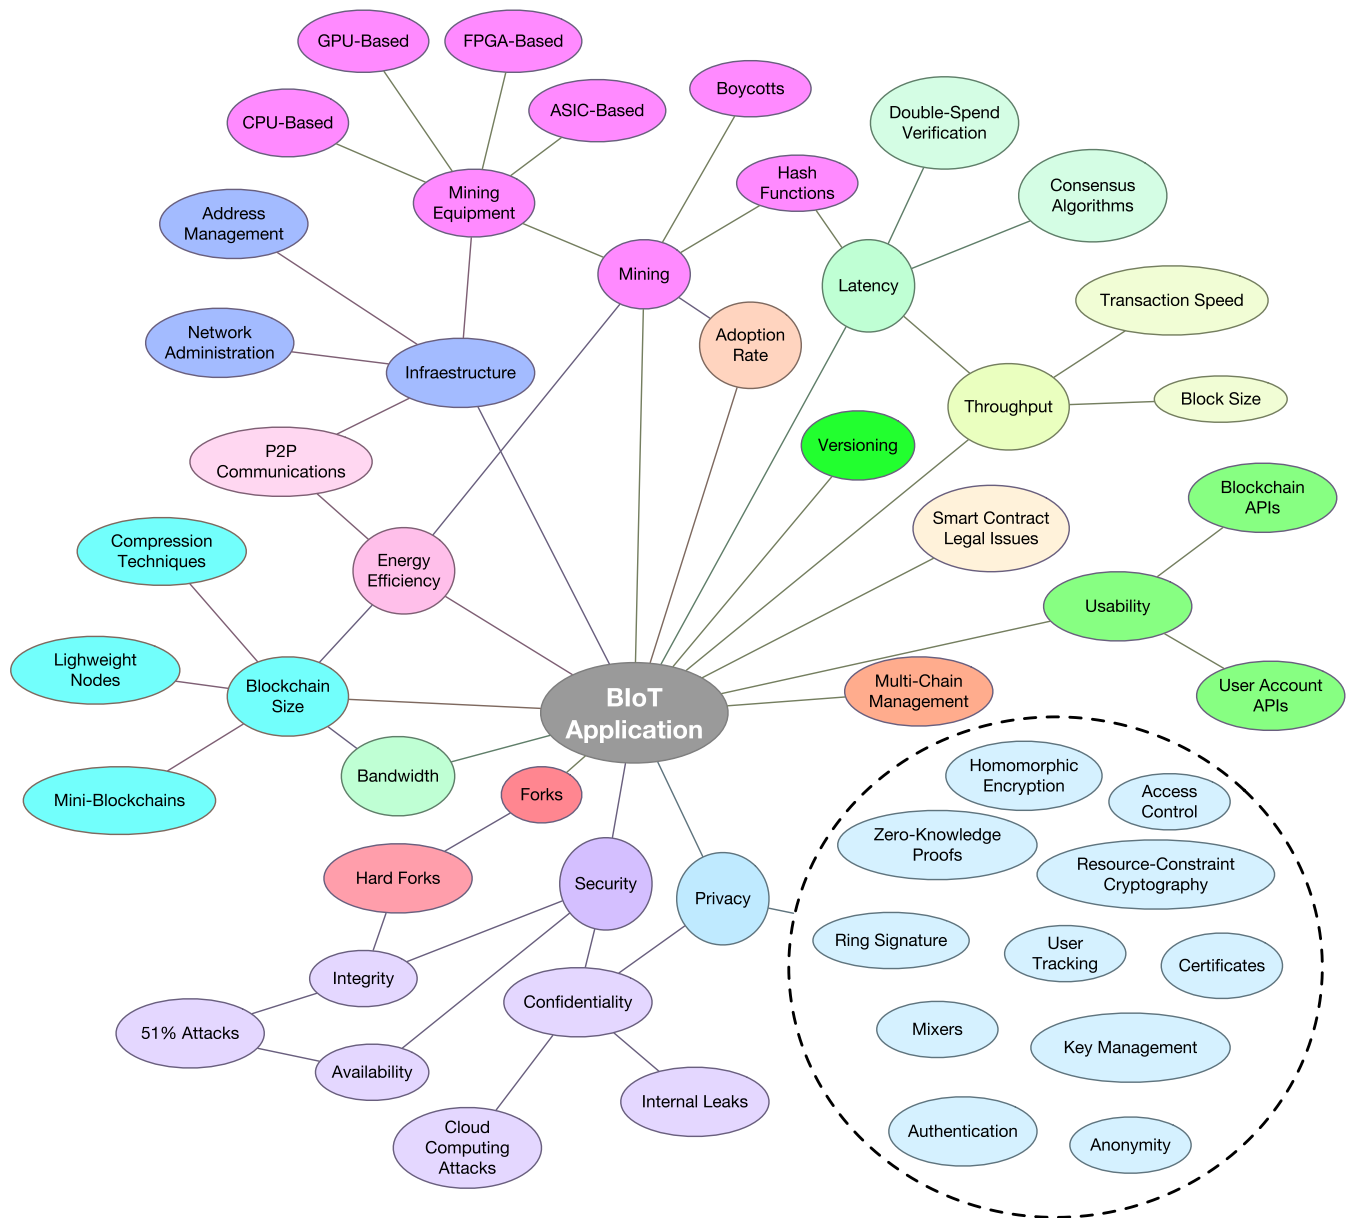 GPU-Based
FPGA-Based
CPU-Based
ASIC-Based
Boycotts
Double-Spend
Verification
Mining
Equipment
Hash
Functions
Consensus
Algorithms
Address
Management
Mining
Latency
Transaction Speed
Network
Administration
Infraestructure
Adoption
Rate
Throughput
Block Size
P2P
Communications
Versioning
Blockchain
APIs
Compression
Techniques
Energy
Efficiency
Smart Contract
Legal Issues
Usability
Lighweight
Nodes
Blockchain
Size
BIoT
Application
Multi-Chain
Management
User Account
APIs
Mini-Blockchains
Bandwidth
Forks
Hard Forks
Security
Privacy
Integrity
Confidentiality
51% Attacks
Availability
Internal Leaks
Cloud
Computing
Attacks
Homomorphic
Encryption
Access
Control
Zero-Knowledge
Proofs
Resource-Constraint
Cryptography
Ring Signature
User
Tracking
Certificates
Mixers
Key Management
Authentication
Anonymity